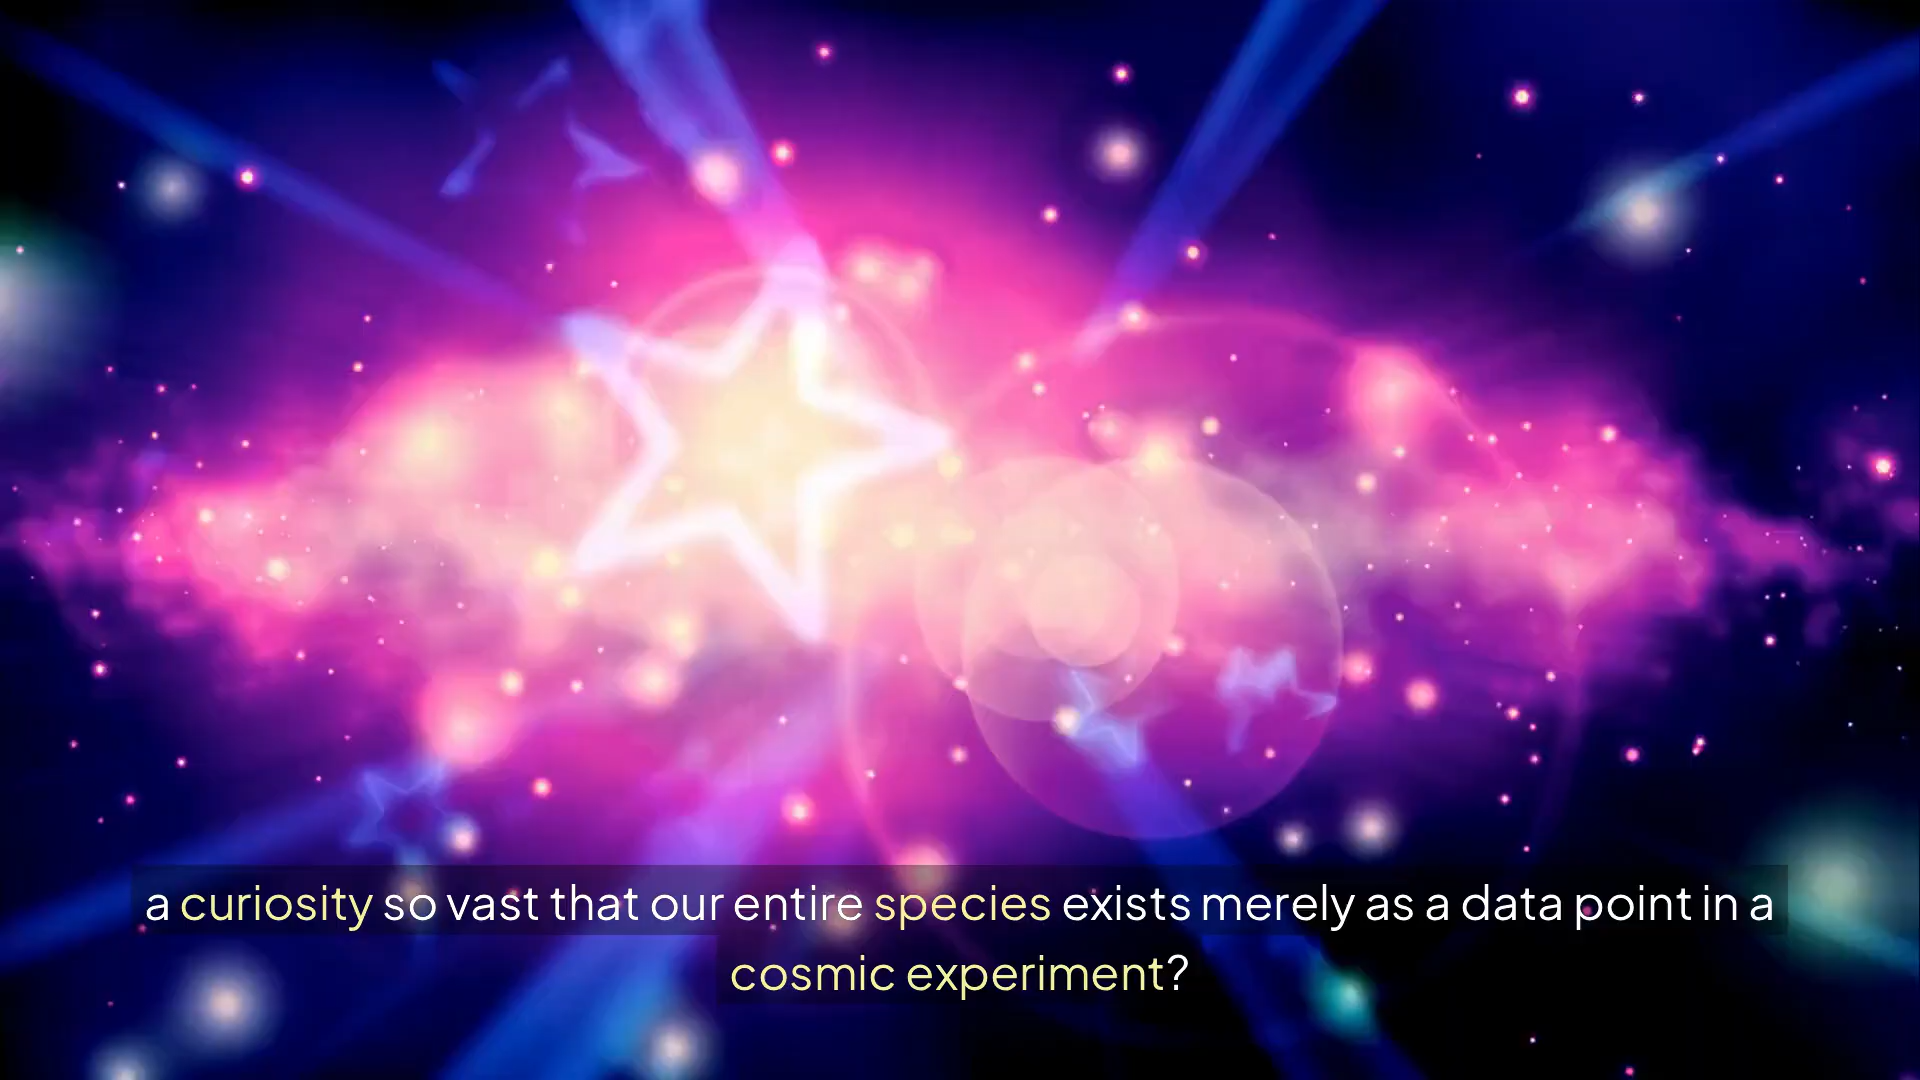 a curiosity so vast that our entire species exists merely as a data point in a
cosmic experiment?